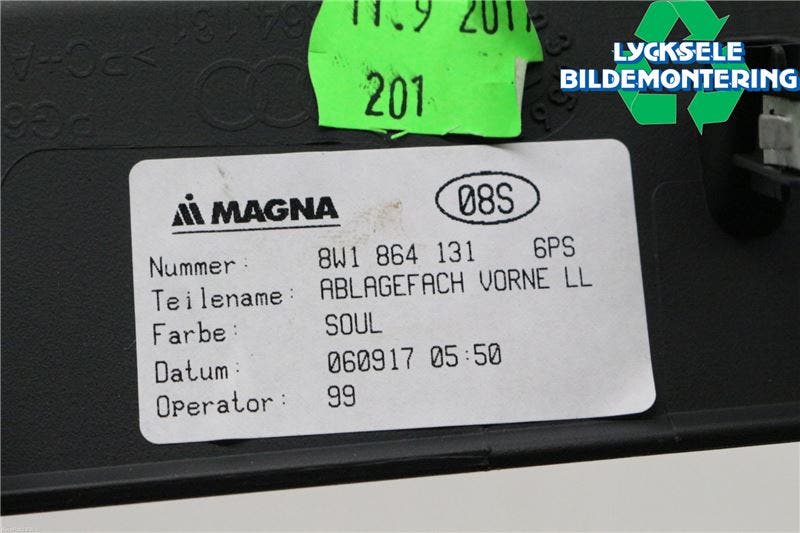 11.9 2017
201
LYCKSELE
BILDEMONTERING
MAGNA
08S
Nummer: 8W1 864 131 6PS
Teilename: ABLAGEFACH VORNE LL
Farbe: SOUL
Datum: 060917 05:50
Operator: 99